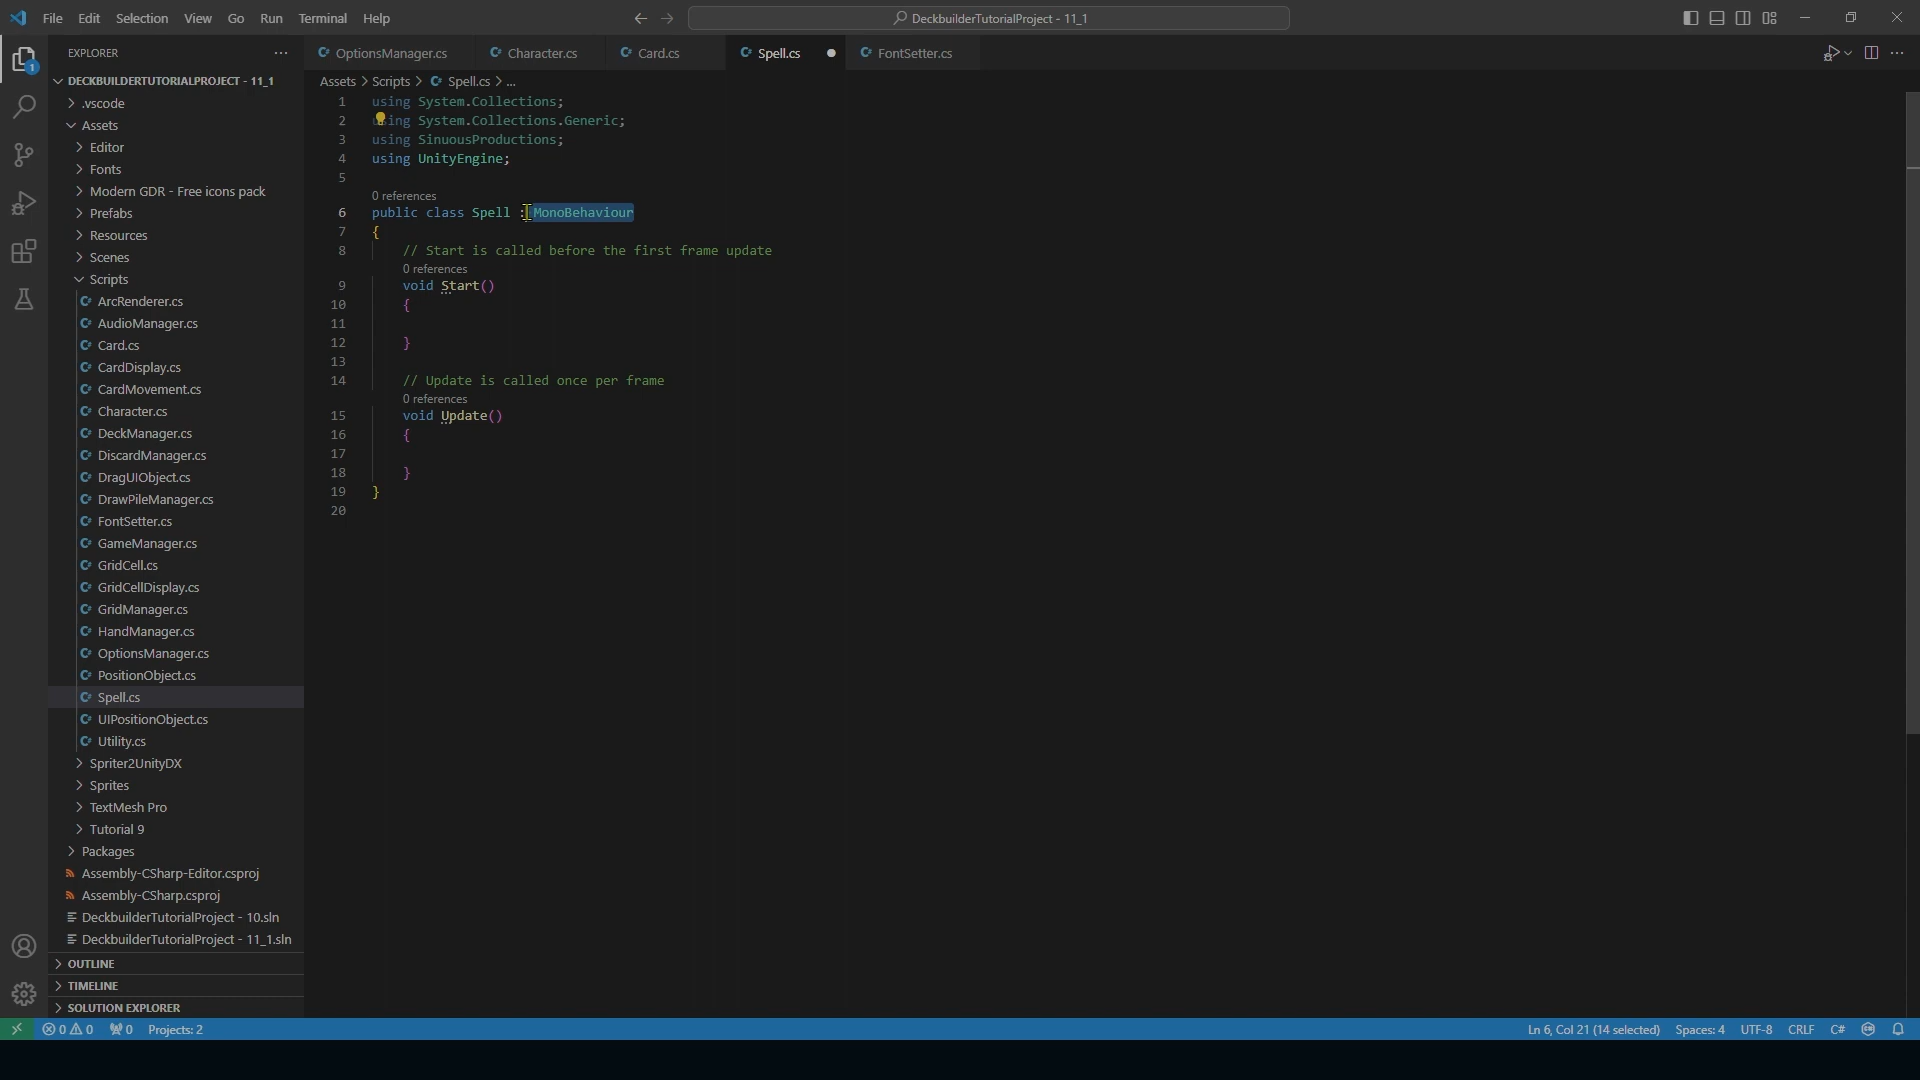 File Edit Selection View Go Run Terminal Help
DeckbuilderTutorialProject - 11_1
EXPLORER
OptionsManager.cs
Character.cs
Card.cs
Spell.cs
FontSetter.cs
DECKBUILDERTUTORIALPROJECT - 11_1
.vscode
Assets
Editor
Fonts
Modern GDR - Free icons pack
Prefabs
Resources
Scenes
Scripts
ArcRenderer.cs
AudioManager.cs
Card.cs
CardDisplay.cs
CardMovement.cs
Character.cs
DeckManager.cs
DiscardManager.cs
DragUIObject.cs
DrawPileManager.cs
FontSetter.cs
GameManager.cs
GridCell.cs
GridCellDisplay.cs
GridManager.cs
HandManager.cs
OptionsManager.cs
PositionObject.cs
Spell.cs
UIPositionObject.cs
Utility.cs
Spriter2UnityDX
Sprites
TextMesh Pro
Tutorial 9
Packages
Assembly-CSharp-Editor.csproj
Assembly-CSharp.csproj
DeckbuilderTutorialProject - 10.sln
DeckbuilderTutorialProject - 11_1.sln
OUTLINE
TIMELINE
SOLUTION EXPLORER
Assets > Scripts > Spell.cs > ...
1 using System.Collections;
2 using System.Collections.Generic;
3 using SinuousProductions;
4 using UnityEngine;
5
0 references
6 public class Spell : MonoBehaviour
7 {
8 // Start is called before the first frame update
0 references
9 void Start()
10 {
11
12 }
13
14 // Update is called once per frame
0 references
15 void Update()
16 {
17
18 }
19 }
20
0 0 0 Projects: 2
Ln 6, Col 21 (14 selected) Spaces: 4 UTF-8 CRLF C#